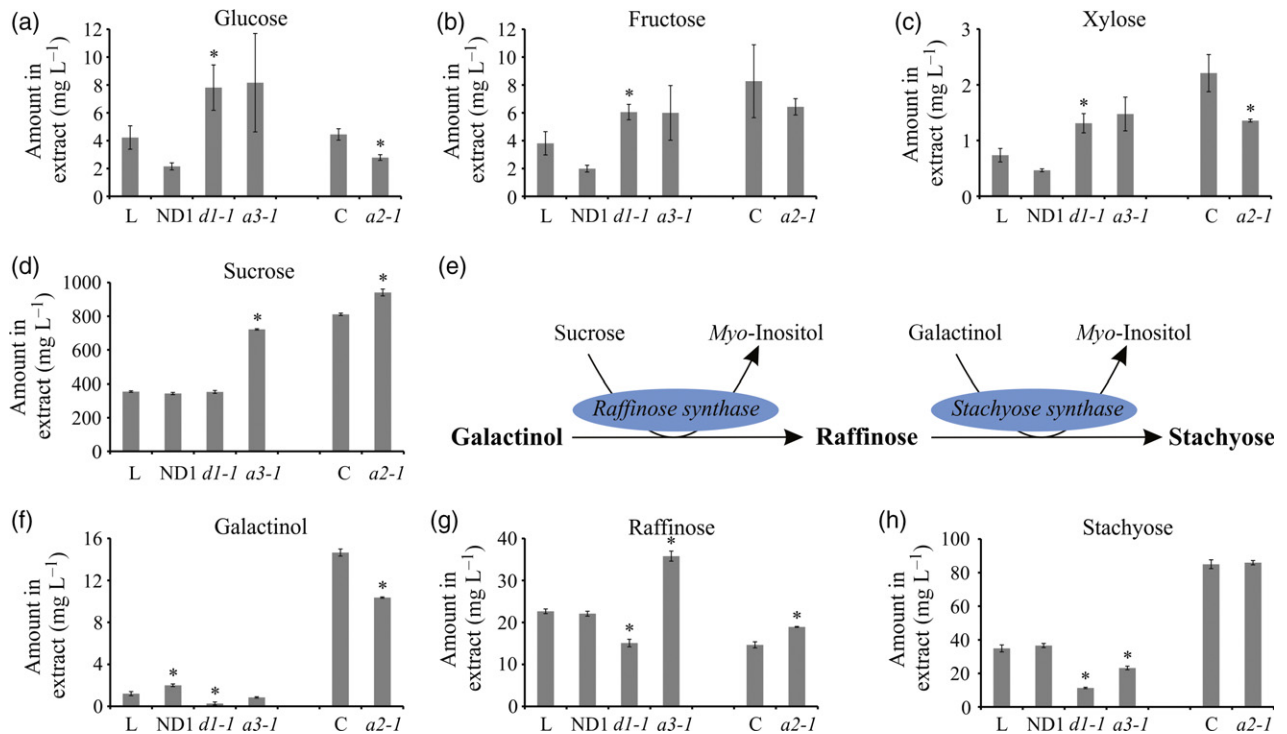 (a) Glucose
Amount in
extract (mg L⁻¹)
12
10
8
6
4
2
0
*
*
L ND1 d1-1 a3-1 C a2-1
(b) Fructose
Amount in
extract (mg L⁻¹)
12
10
8
6
4
2
0
*
L ND1 d1-1 a3-1 C a2-1
(c) Xylose
Amount in
extract (mg L⁻¹)
3
2
1
0
*
*
L ND1 d1-1 a3-1 C a2-1
(d) Sucrose
Amount in
extract (mg L⁻¹)
1000
800
600
400
200
0
*
*
L ND1 d1-1 a3-1 C a2-1
(e)
Sucrose Myo-Inositol Galactinol Myo-Inositol
Raffinose synthase Stachyose synthase
Galactinol Raffinose Stachyose
(f) Galactinol
Amount in
extract (mg L⁻¹)
16
12
8
4
0
*
*
*
L ND1 d1-1 a3-1 C a2-1
(g) Raffinose
Amount in
extract (mg L⁻¹)
40
30
20
10
0
*
*
*
L ND1 d1-1 a3-1 C a2-1
(h) Stachyose
Amount in
extract (mg L⁻¹)
100
80
60
40
20
0
*
*
L ND1 d1-1 a3-1 C a2-1